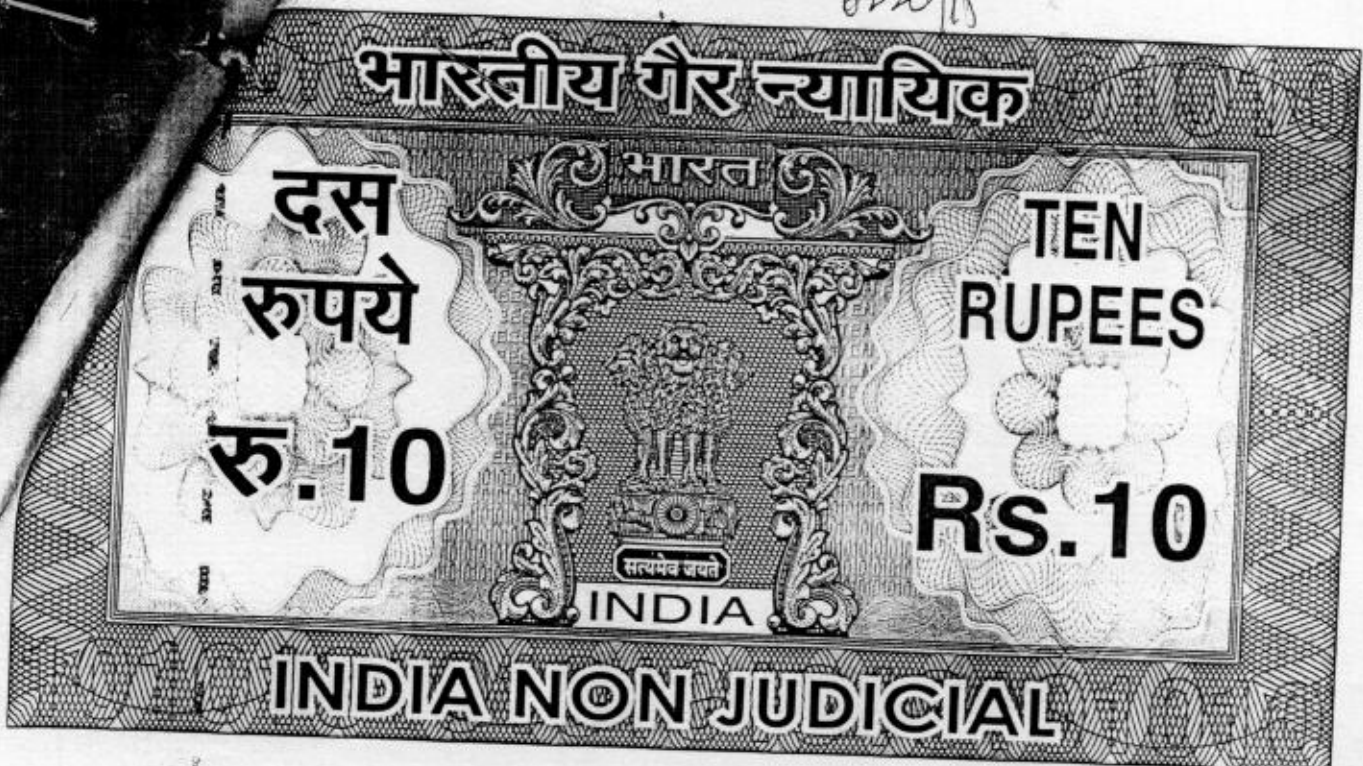 भारतीय गैर न्यायिक
भारत
दस
रुपये
रु.10
TEN
RUPEES
Rs.10
सत्यमेव जयते
INDIA
INDIA NON JUDICIAL